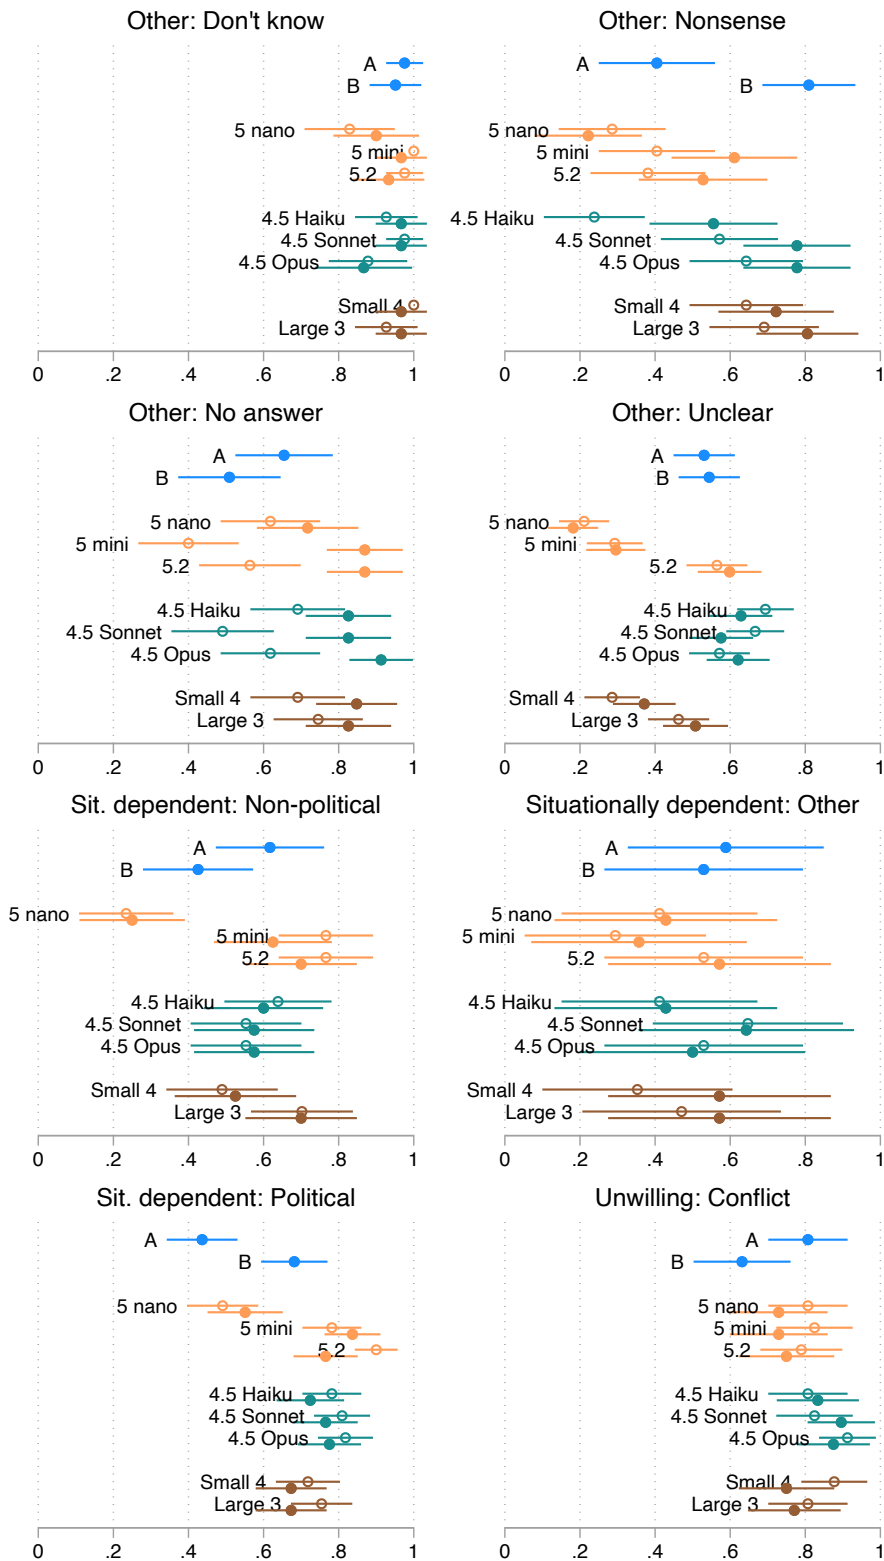 Other: Don't know
A
B
5 nano
5 mini
5.2
4.5 Haiku
4.5 Sonnet
4.5 Opus
Small 4
Large 3
0 .2 .4 .6 .8 1
Other: Nonsense
A
B
5 nano
5 mini
5.2
4.5 Haiku
4.5 Sonnet
4.5 Opus
Small 4
Large 3
0 .2 .4 .6 .8 1
Other: No answer
A
B
5 nano
5 mini
5.2
4.5 Haiku
4.5 Sonnet
4.5 Opus
Small 4
Large 3
0 .2 .4 .6 .8 1
Other: Unclear
A
B
5 nano
5 mini
5.2
4.5 Haiku
4.5 Sonnet
4.5 Opus
Small 4
Large 3
0 .2 .4 .6 .8 1
Sit. dependent: Non-political
A
B
5 nano
5 mini
5.2
4.5 Haiku
4.5 Sonnet
4.5 Opus
Small 4
Large 3
0 .2 .4 .6 .8 1
Situationally dependent: Other
A
B
5 nano
5 mini
5.2
4.5 Haiku
4.5 Sonnet
4.5 Opus
Small 4
Large 3
0 .2 .4 .6 .8 1
Sit. dependent: Political
A
B
5 nano
5 mini
5.2
4.5 Haiku
4.5 Sonnet
4.5 Opus
Small 4
Large 3
0 .2 .4 .6 .8 1
Unwilling: Conflict
A
B
5 nano
5 mini
5.2
4.5 Haiku
4.5 Sonnet
4.5 Opus
Small 4
Large 3
0 .2 .4 .6 .8 1